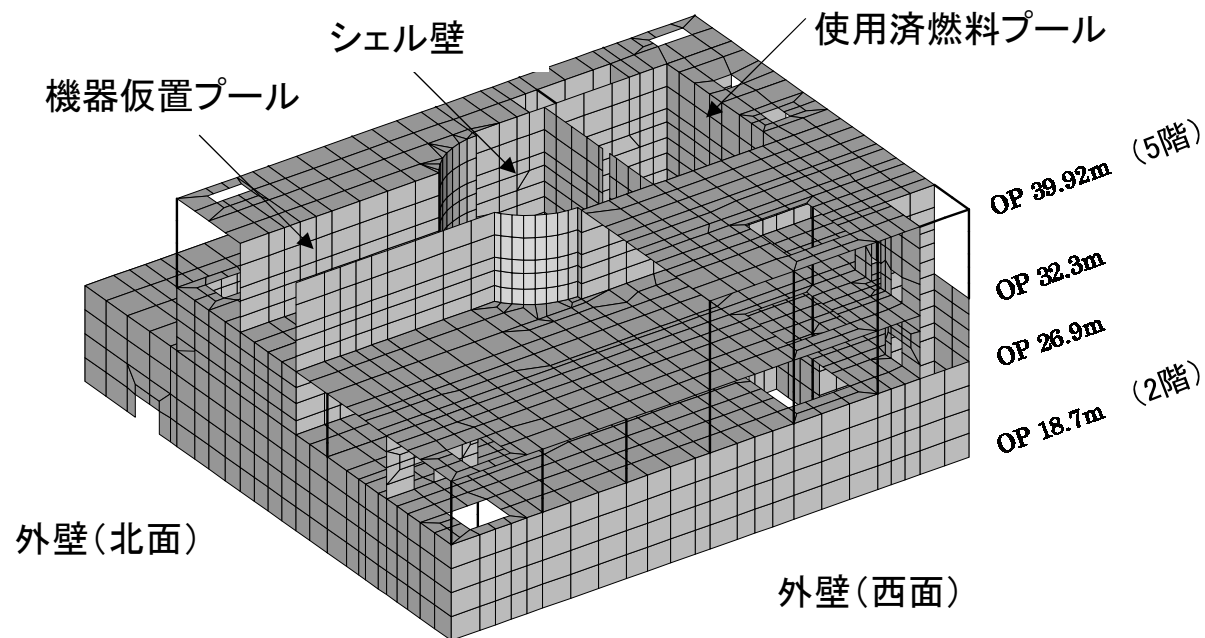 シェル壁
使用済燃料プール
機器仮置プール
OP 39.92m (5階)
OP 32.3m
OP 26.9m
OP 18.7m (2階)
外壁(北面)
外壁(西面)